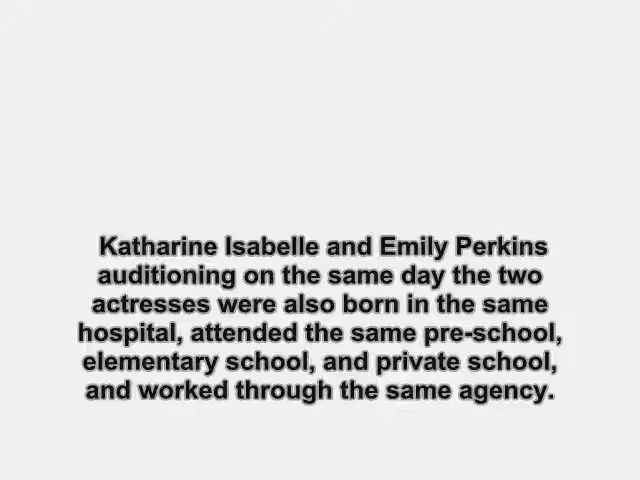 Katharine Isabelle and Emily Perkins
auditioning on the same day the two
actresses were also born in the same
hospital, attended the same pre-school,
elementary school, and private school,
and worked through the same agency.